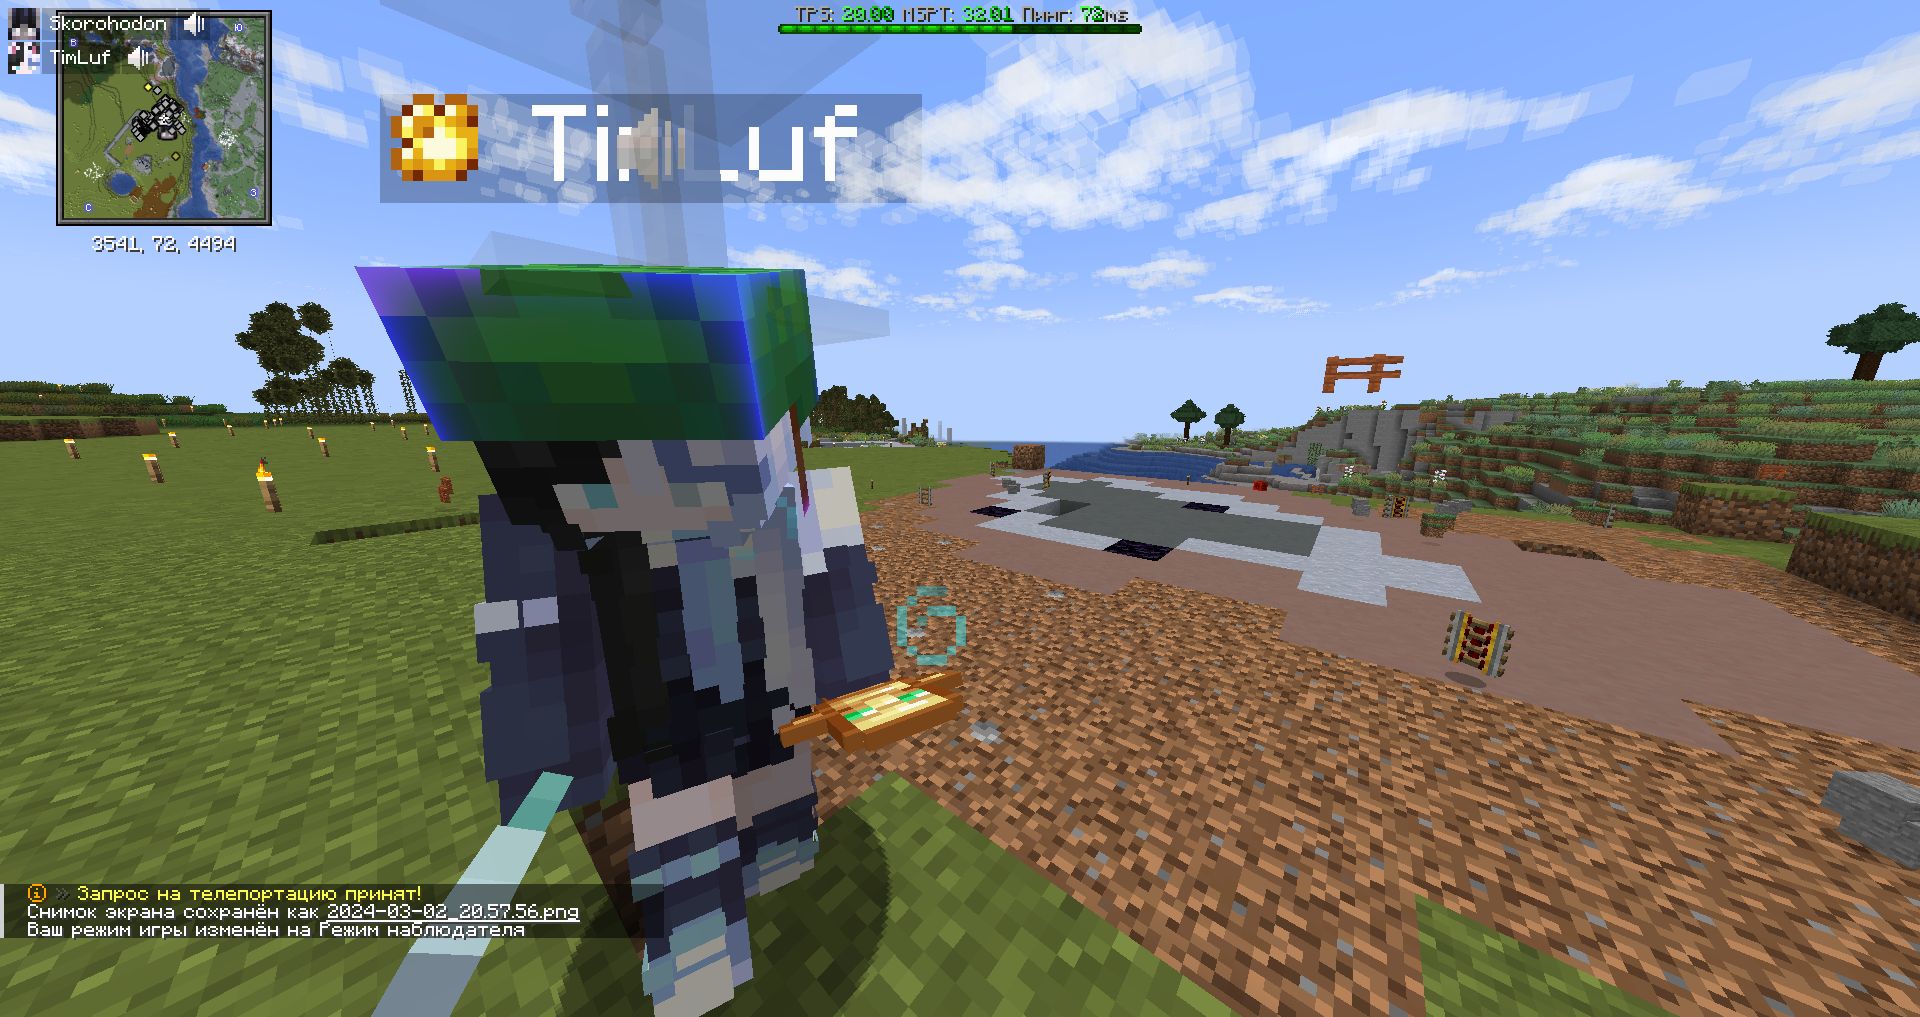 Skorohodon
TimLuf
TPS: 20.00 MSPT: 32.01 Пинг: 72ms
Ю
В
З
С
3541, 72, 4494
TimLuf
» Запрос на телепортацию принят!
Снимок экрана сохранён как 2024-03-02_20.57.56.png
Ваш режим игры изменён на Режим наблюдателя